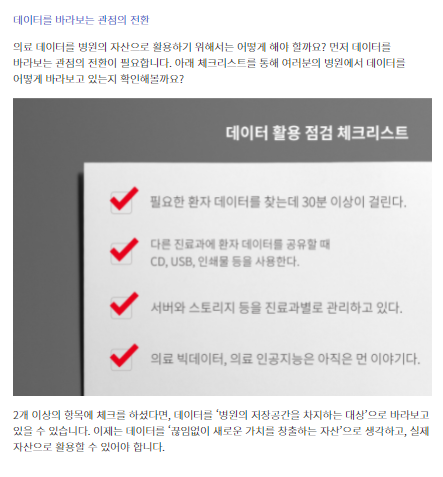 데이터를 바라보는 관점의 전환
의료 데이터를 병원의 자산으로 활용하기 위해서는 어떻게 해야 할까요? 먼저 데이터를
바라보는 관점의 전환이 필요합니다. 아래 체크리스트를 통해 여러분의 병원에서 데이터를
어떻게 바라보고 있는지 확인해볼까요?
데이터 활용 점검 체크리스트
필요한 환자 데이터를 찾는데 30분 이상이 걸린다.
다른 진료과에 환자 데이터를 공유할 때
CD, USB, 인쇄물 등을 사용한다.
서버와 스토리지 등을 진료과별로 관리하고 있다.
의료 빅데이터, 의료 인공지능은 아직은 먼 이야기다.
2개 이상의 항목에 체크를 하셨다면, 데이터를 ‘병원의 저장공간을 차지하는 대상’으로 바라보고
있을 수 있습니다. 이제는 데이터를 ‘끊임없이 새로운 가치를 창출하는 자산’으로 생각하고, 실제
자산으로 활용할 수 있어야 합니다.